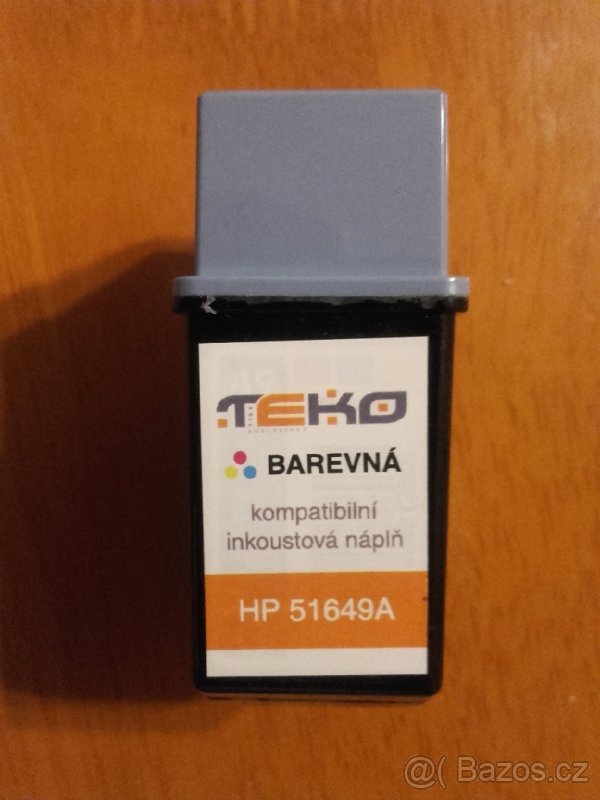 TEKO
BAREVNÁ
kompatibilní
inkoustová náplň
HP 51649A
@( Bazos.cz